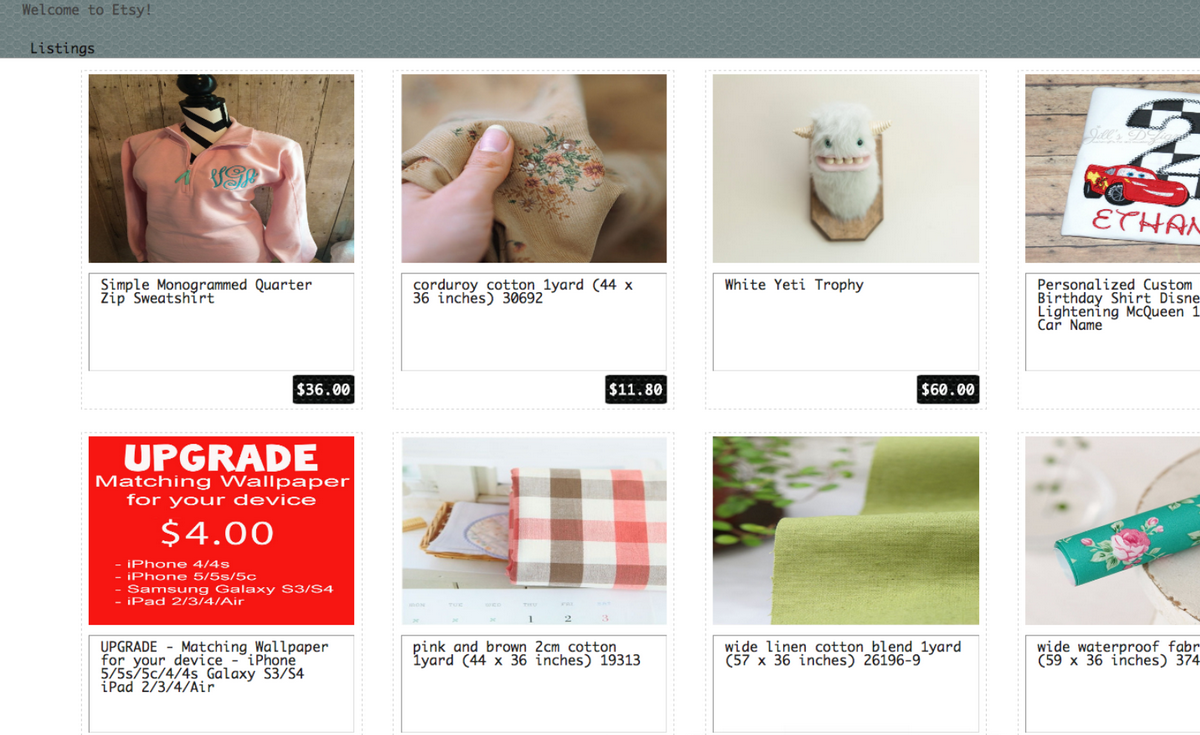 Welcome to Etsy!
Listings
Simple Monogrammed Quarter
Zip Sweatshirt
$36.00
corduroy cotton 1yard (44 x
36 inches) 30692
$11.80
White Yeti Trophy
$60.00
2
ETHAN
Personalized Custom
Birthday Shirt Disne
Lightening McQueen 1
Car Name
UPGRADE
Matching Wallpaper
for your device
$4.00
- iPhone 4/4s
- iPhone 5/5s/5c
- Samsung Galaxy S3/S4
- iPad 2/3/4/Air
UPGRADE - Matching Wallpaper
for your device - iPhone
5/5s/5c/4/4s Galaxy S3/S4
iPad 2/3/4/Air
1 2 3
pink and brown 2cm cotton
1yard (44 x 36 inches) 19313
wide linen cotton blend 1yard
(57 x 36 inches) 26196-9
wide waterproof fabr
(59 x 36 inches) 374